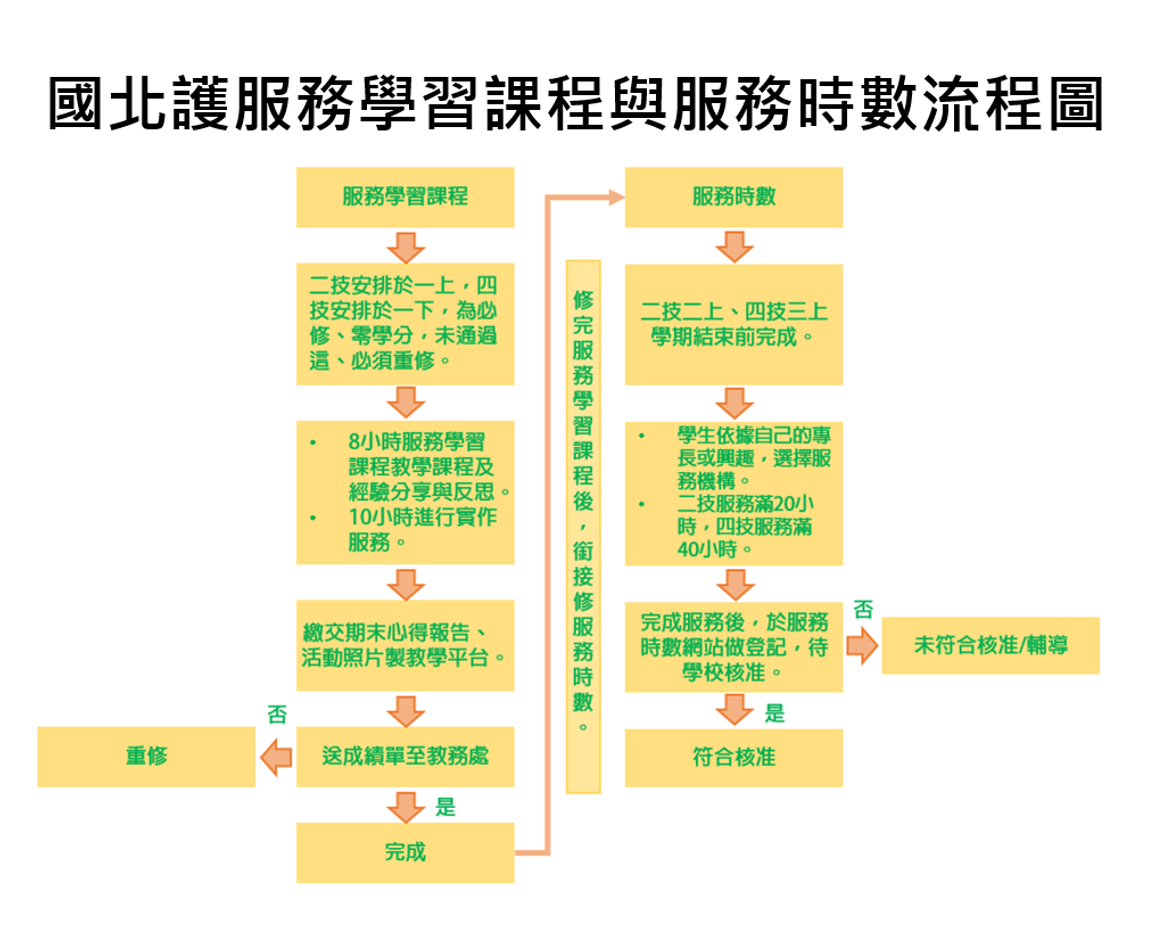 國北護服務學習課程與服務時數流程圖
服務學習課程
二技安排於一上，四
技安排於一下，為必
修、零學分，未通過
這、必須重修。
• 8小時服務學習
課程教學課程及
經驗分享與反思。
• 10小時進行實作
服務。
繳交期末心得報告、
活動照片製教學平台。
送成績單至教務處
否
重修
是
完成
修完服務學習課程後，銜接修服務時數。
服務時數
二技二上、四技三上
學期結束前完成。
• 學生依據自己的專
長或興趣，選擇服
務機構。
• 二技服務滿20小
時，四技服務滿
40小時。
完成服務後，於服務
時數網站做登記，待
學校核准。
否
未符合核准/輔導
是
符合核准